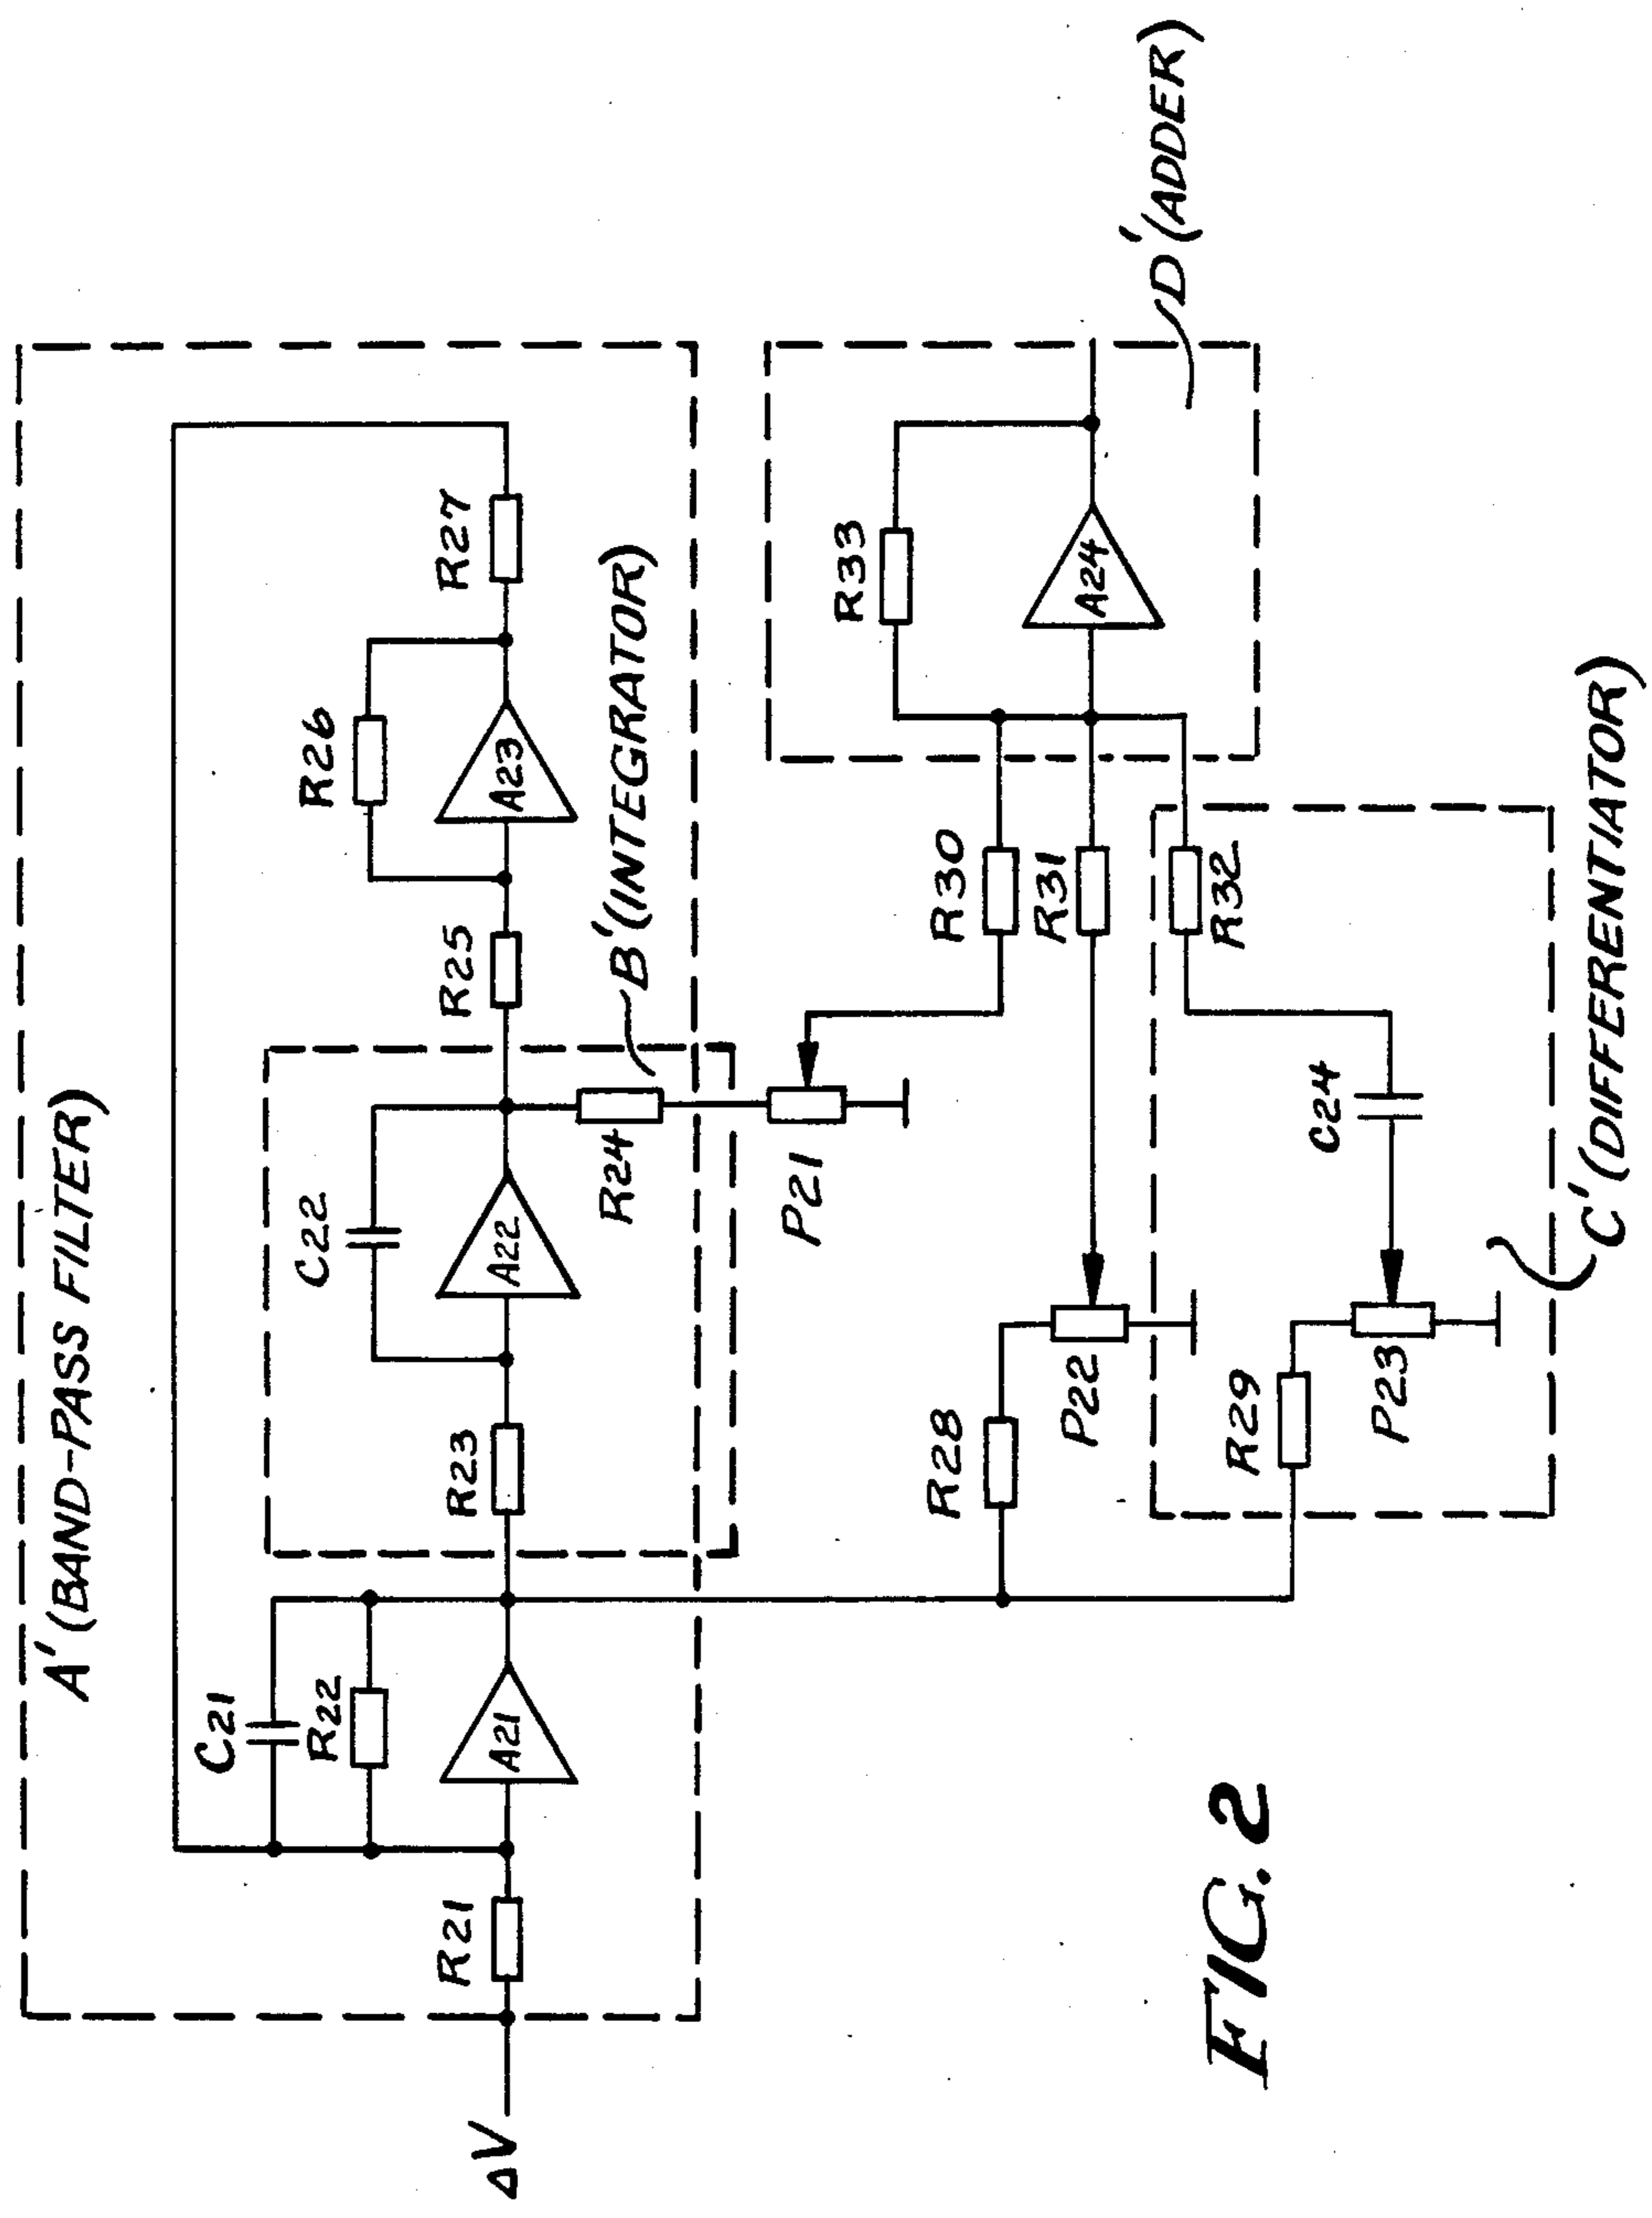 A'(BAND-PASS FILTER)
C21
R22
C22
R26
R21
A21
R23
A22
R25
A23
R27
ΔV
R24
B'(INTEGRATOR)
P21
R33
R28
R30
A24
P22
R31
D'(ADDER)
R29
R32
P23
C24
C'(DIFFERENTIATOR)
FIG. 2